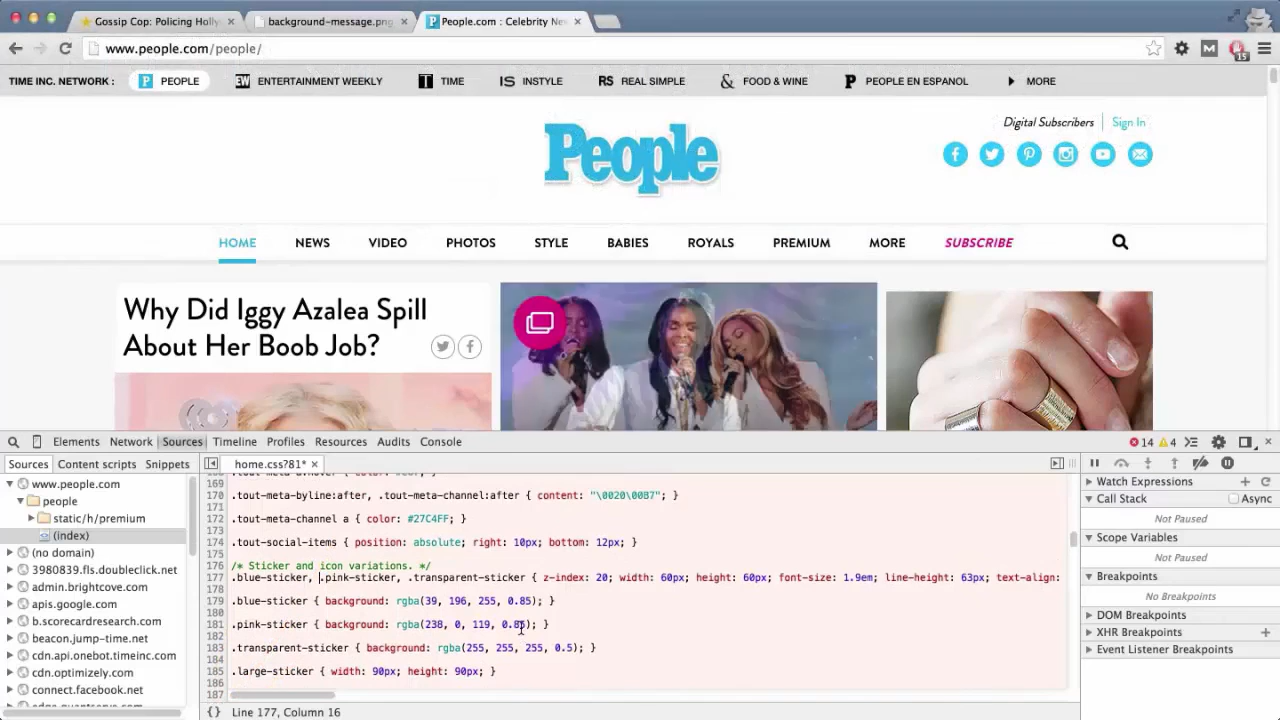 Gossip Cop: Policing Holly
background-message.png
People.com : Celebrity Ne
www.people.com/people/
15
TIME INC. NETWORK :
P PEOPLE
EW ENTERTAINMENT WEEKLY
T TIME
IS INSTYLE
RS REAL SIMPLE
& FOOD & WINE
P PEOPLE EN ESPANOL
MORE
Digital Subscribers
Sign In
People
HOME
NEWS
VIDEO
PHOTOS
STYLE
BABIES
ROYALS
PREMIUM
MORE
SUBSCRIBE
Why Did Iggy Azalea Spill
About Her Boob Job?
Elements Network Sources Timeline Profiles Resources Audits Console
14 4
Sources Content scripts Snippets
www.people.com
people
static/h/premium
(index)
(no domain)
3980839.fls.doubleclick.net
admin.brightcove.com
apis.google.com
b.scorecardresearch.com
beacon.jump-time.net
cdn.api.onebot.timeinc.com
cdn.optimizely.com
connect.facebook.net
home.css?81*
169
170 .tout-meta-byline:after, .tout-meta-channel:after { content: "\0020\00B7"; }
171
172 .tout-meta-channel a { color: #27C4FF; }
173
174 .tout-social-items { position: absolute; right: 10px; bottom: 12px; }
175
176 /* Sticker and icon variations. */
177 .blue-sticker, .pink-sticker, .transparent-sticker { z-index: 20; width: 60px; height: 60px; font-size: 1.9em; line-height: 63px; text-align:
178
179 .blue-sticker { background: rgba(39, 196, 255, 0.85); }
180
181 .pink-sticker { background: rgba(238, 0, 119, 0.85); }
182
183 .transparent-sticker { background: rgba(255, 255, 255, 0.5); }
184
185 .large-sticker { width: 90px; height: 90px; }
186
187
{} Line 177, Column 16
Watch Expressions
Call Stack
Async
Not Paused
Scope Variables
Not Paused
Breakpoints
No Breakpoints
DOM Breakpoints
XHR Breakpoints
Event Listener Breakpoints